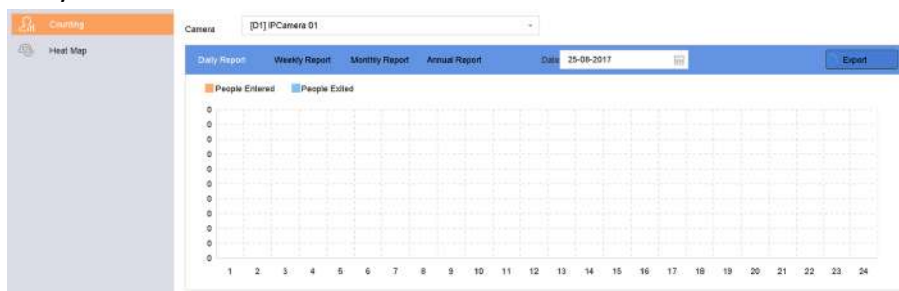 Counting
Heat Map
Camera [D1] IPCamera 01
Daily Report Weekly Report Monthly Report Annual Report Date 25-08-2017 Export
People Entered People Exited
0
0
0
0
0
0
0
0
0
0
0
1 2 3 4 5 6 7 8 9 10 11 12 13 14 15 16 17 18 19 20 21 22 23 24